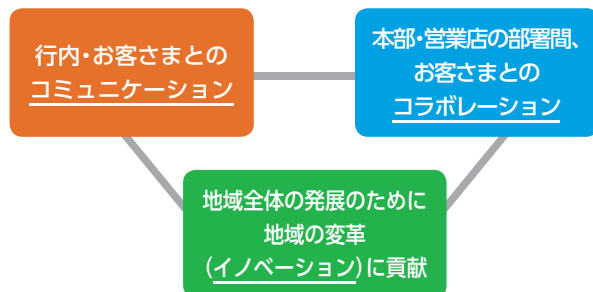 行内・お客さまとの
コミュニケーション
本部・営業店の部署間、
お客さまとの
コラボレーション
地域全体の発展のために
地域の変革
(イノベーション)に貢献